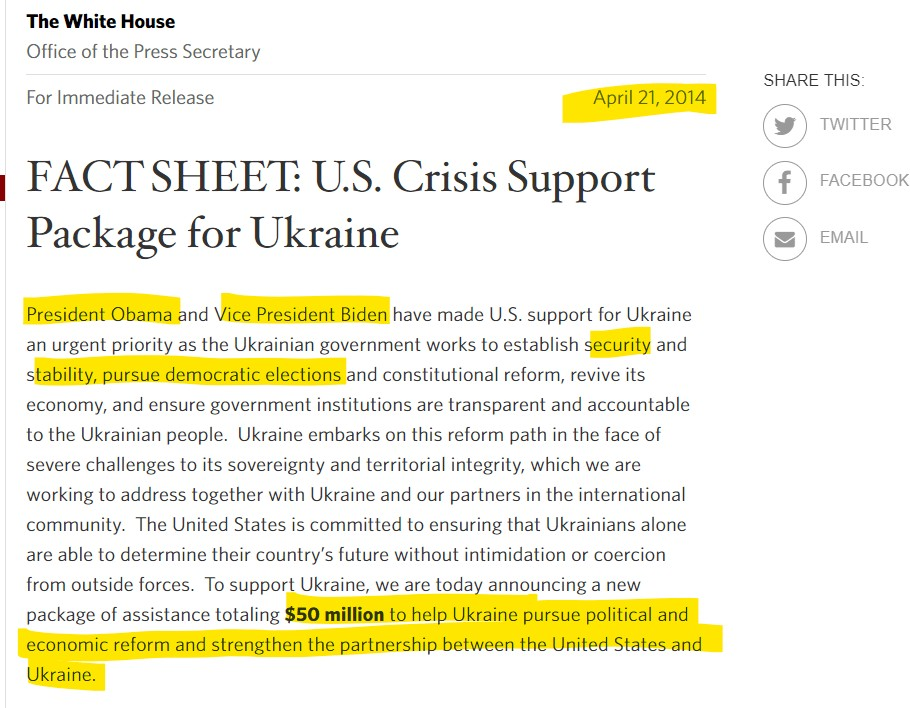 The White House
Office of the Press Secretary
For Immediate Release
April 21, 2014
FACT SHEET: U.S. Crisis Support
Package for Ukraine
President Obama and Vice President Biden have made U.S. support for Ukraine
an urgent priority as the Ukrainian government works to establish security and
stability, pursue democratic elections and constitutional reform, revive its
economy, and ensure government institutions are transparent and accountable
to the Ukrainian people.  Ukraine embarks on this reform path in the face of
severe challenges to its sovereignty and territorial integrity, which we are
working to address together with Ukraine and our partners in the international
community.  The United States is committed to ensuring that Ukrainians alone
are able to determine their country’s future without intimidation or coercion
from outside forces.  To support Ukraine, we are today announcing a new
package of assistance totaling $50 million to help Ukraine pursue political and
economic reform and strengthen the partnership between the United States and
Ukraine.
SHARE THIS:
TWITTER
FACEBOOK
EMAIL